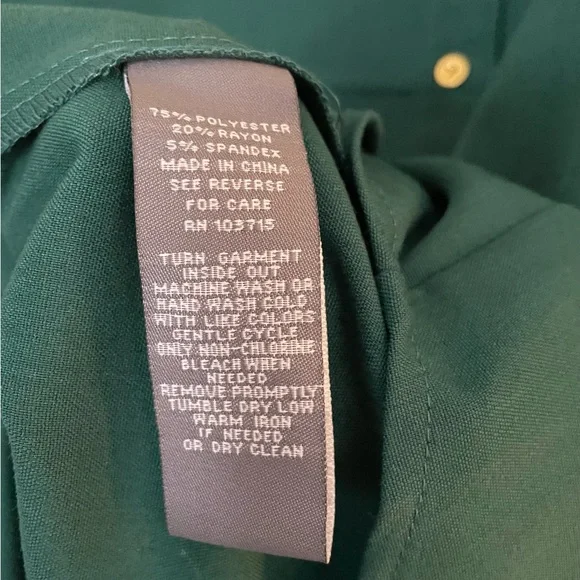 75% POLYESTER
20% RAYON
5% SPANDEX
MADE IN CHINA
SEE REVERSE
FOR CARE
RN 103715
TURN GARMENT
INSIDE OUT
MACHINE WASH OR
HAND WASH COLD
WITH LIKE COLORS
GENTLE CYCLE
ONLY NON-CHLORINE
BLEACH WHEN
NEEDED
REMOVE PROMPTLY
TUMBLE DRY LOW
WARM IRON
IF NEEDED
OR DRY CLEAN